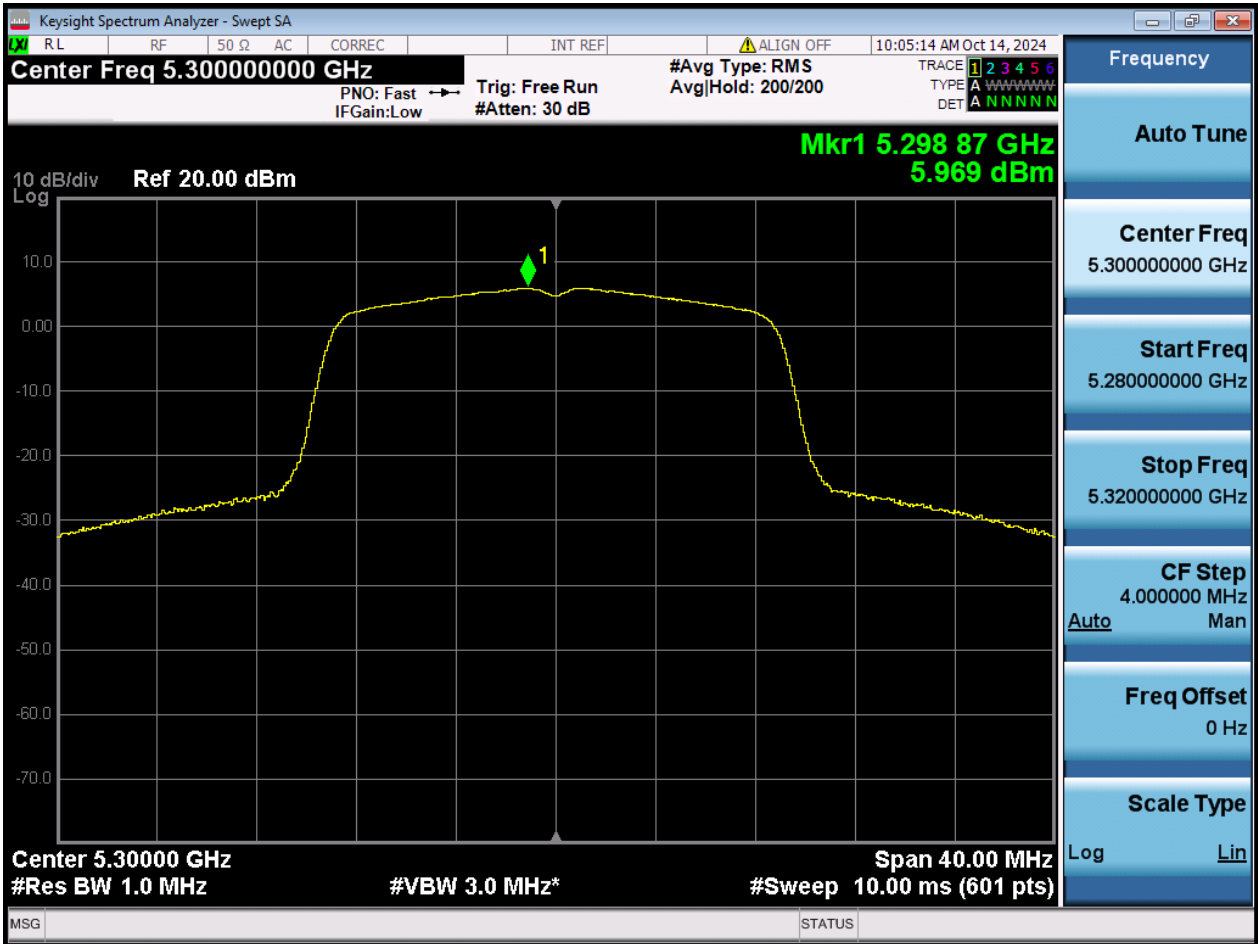 Keysight Spectrum Analyzer - Swept SA
LXI RL RF 50 Ω AC CORREC INT REF ALIGN OFF 10:05:14 AM Oct 14, 2024
Center Freq 5.300000000 GHz
PNO: Fast
IFGain:Low
Trig: Free Run
#Atten: 30 dB
#Avg Type: RMS
Avg|Hold: 200/200
TRACE 1 2 3 4 5 6
TYPE A WWWWW
DET A N N N N N
Mkr1 5.298 87 GHz
5.969 dBm
10 dB/div Ref 20.00 dBm
Log
1
10.0
0.00
-10.0
-20.0
-30.0
-40.0
-50.0
-60.0
-70.0
Center 5.30000 GHz Span 40.00 MHz
#Res BW 1.0 MHz #VBW 3.0 MHz* #Sweep 10.00 ms (601 pts)
MSG STATUS
Frequency
Auto Tune
Center Freq
5.300000000 GHz
Start Freq
5.280000000 GHz
Stop Freq
5.320000000 GHz
CF Step
4.000000 MHz
Auto Man
Freq Offset
0 Hz
Scale Type
Log Lin